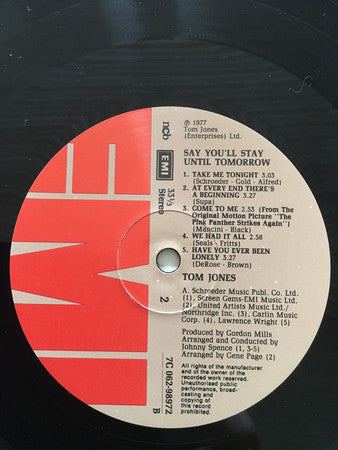 ℗ 1977
Tom Jones
(Enterprises) Ltd.
ncb
EMI
33⅓
Stereo
SAY YOU'LL STAY
UNTIL TOMORROW
1. TAKE ME TONIGHT 3.03
(Schroeder - Gold - Alfred)
2. AT EVERY END THERE'S
A BEGINNING 3.27
(Supa)
3. COME TO ME 2.53 (From The
Original Motion Picture "The
Pink Panther Strikes Again")
(Mancini - Black)
4. WE HAD IT ALL 2.58
(Seals - Fritts)
5. HAVE YOU EVER BEEN
LONELY 3.27
(DeRose - Brown)
TOM JONES
2
A. Schroeder Music Publ. Co. Ltd.
(1), Screen Gems-EMI Music Ltd.
(2), United Artists Music Ltd./
Northridge Inc. (3), Carlin Music
Corp. (4), Lawrence Wright (5)
Produced by Gordon Mills
Arranged and Conducted by
Johnny Spence (1, 3-5)
Arranged by Gene Page (2)
All rights of the manufacturer
and of the owner of the
recorded work reserved.
Unauthorised public
performance, broad-
casting and
copying of
this record
prohibited.
7C 062-98972
B
EMI